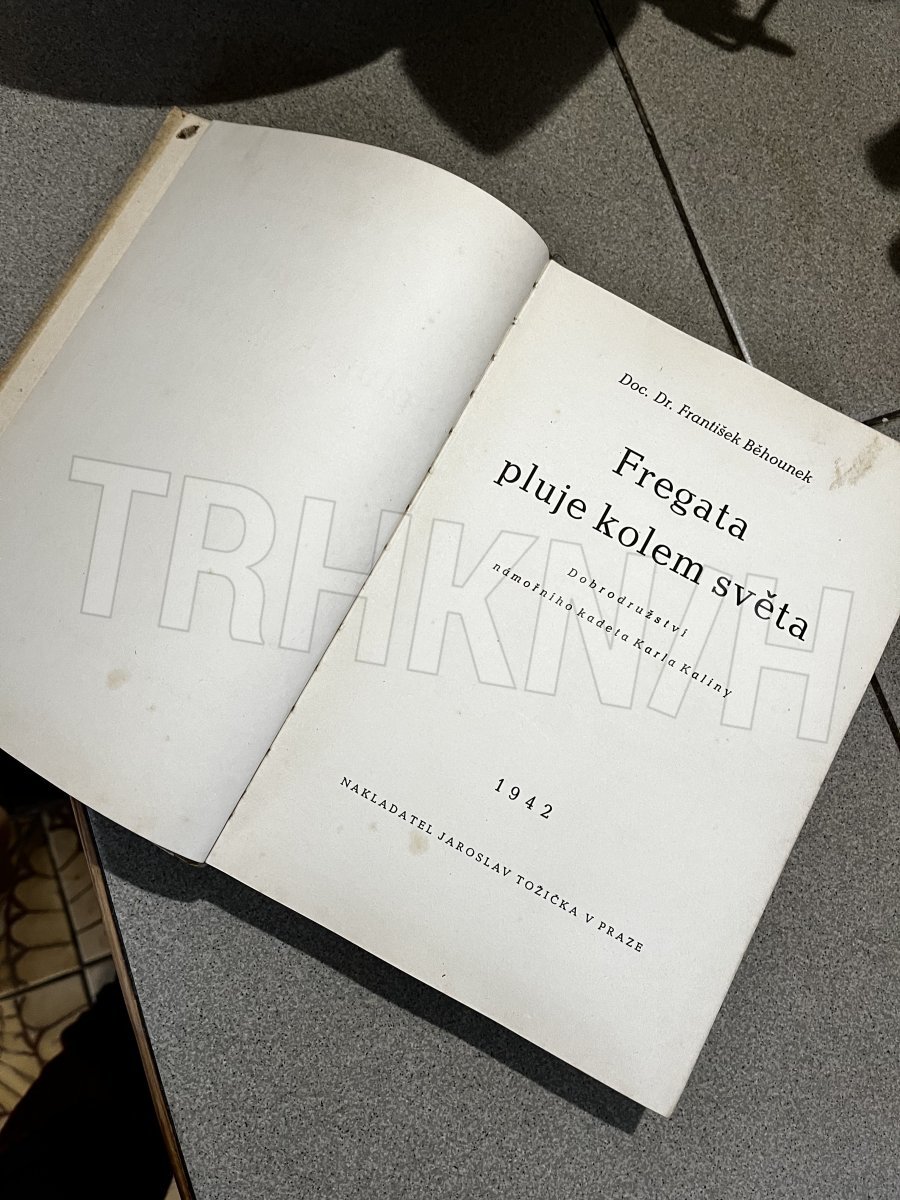 Doc. Dr. František Běhounek
Fregata
pluje kolem světa
Dobrodružství
námořního kadeta Karla Kaliny
1942
NAKLADATEL JAROSLAV TOŽIČKA V PRAZE
TRHKNIH